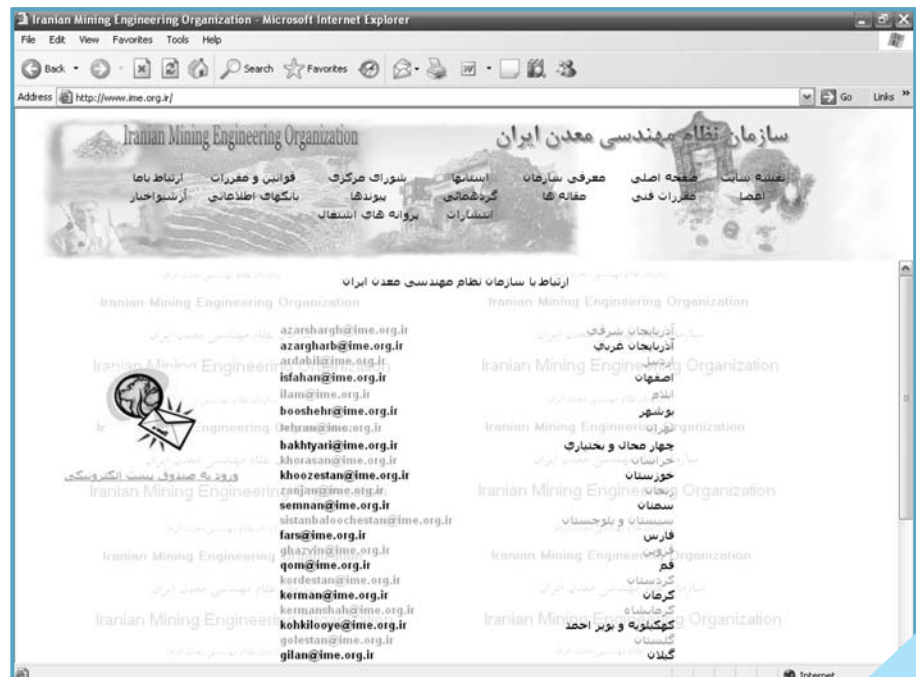 Iranian Mining Engineering Organization - Microsoft Internet Explorer
File Edit View Favorites Tools Help
Back Search Favorites
Address http://www.ime.org.ir/ Go Links »
Iranian Mining Engineering Organization سازمان نظام مهندسی معدن ایران
نقشه سایت صفحه اصلی معرفی سازمان استانها شورای مرکزی قوانین و مقررات ارتباط باما
اعضا مقررات فنی مقاله ها گردهمائی پیوندها بانکهای اطلاعاتی آرشیواخبار
انتشارات پروانه های اشتغال
ارتباط با سازمان نظام مهندسی معدن ایران
آذربایجان شرقی azarshargh@ime.org.ir
آذربایجان غربی azargharb@ime.org.ir
اردبیل ardabil@ime.org.ir
اصفهان isfahan@ime.org.ir
ایلام ilam@ime.org.ir
بوشهر booshehr@ime.org.ir
تهران tehran@ime.org.ir
چهار محال و بختیاری bakhtyari@ime.org.ir
خراسان khorasan@ime.org.ir
خوزستان khoozestan@ime.org.ir
زنجان zanjan@ime.org.ir
سمنان semnan@ime.org.ir
سیستان و بلوچستان sistanbaloochestan@ime.org.ir
فارس fars@ime.org.ir
قزوین ghazvin@ime.org.ir
قم qom@ime.org.ir
کردستان kordestan@ime.org.ir
کرمان kerman@ime.org.ir
کرمانشاه kermanshah@ime.org.ir
کهکیلویه و بویر احمد kohkilooye@ime.org.ir
گلستان golestan@ime.org.ir
گیلان gilan@ime.org.ir
ورود به صندوق پست الکترونیکی
Iranian Mining Engineering Organization
Internet